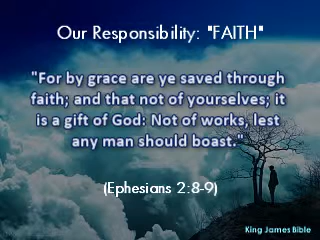 Our Responsibility: "FAITH"
"For by grace are ye saved through
faith; and that not of yourselves; it
is a gift of God: Not of works, lest
any man should boast."
(Ephesians 2:8-9)
King James Bible